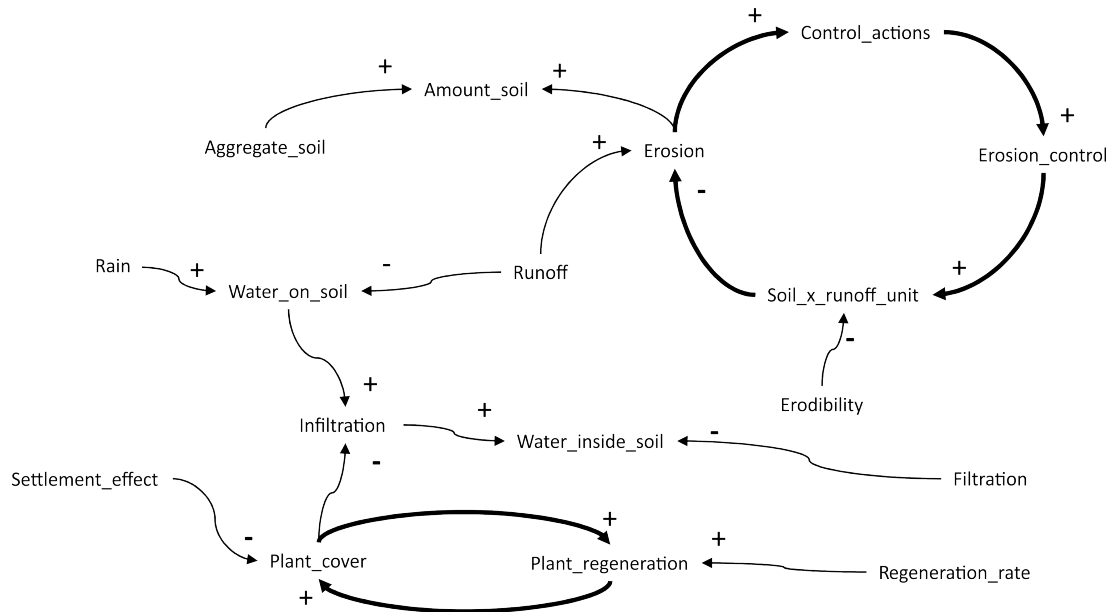 +
Control_actions
+
+
Amount_soil
+
+
Aggregate_soil
+
Erosion
Erosion_control
-
Rain
+
-
Runoff
+
Water_on_soil
Soil_x_runoff_unit
-
+
Erodibility
+
Infiltration
Water_inside_soil
-
-
Settlement_effect
Filtration
+
-
+
Plant_cover
Plant_regeneration
Regeneration_rate
+